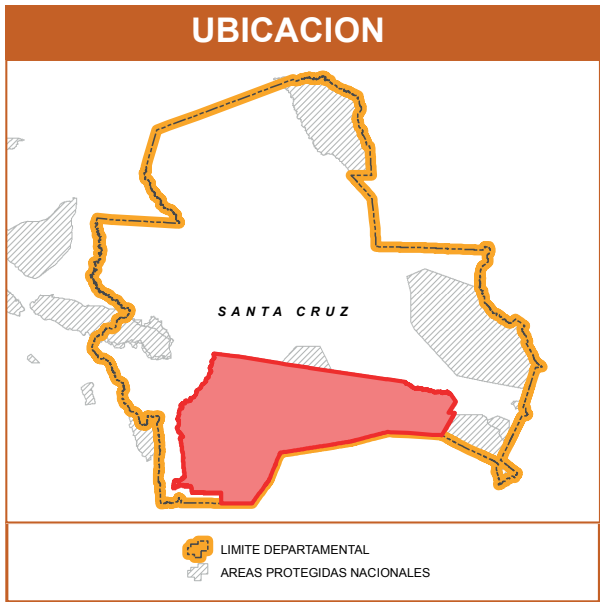 UBICACION
SANTA CRUZ
LIMITE DEPARTAMENTAL
AREAS PROTEGIDAS NACIONALES